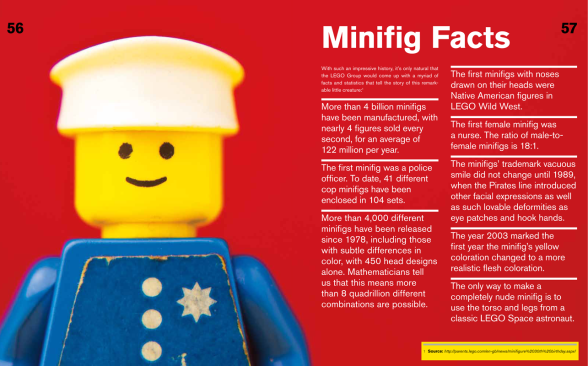 56
57
Minifig Facts
With such an impressive history, it's only natural that
the LEGO Group would come up with a myriad of
facts and statistics that tell the story of this remark-
able little creature:¹
More than 4 billion minifigs
have been manufactured, with
nearly 4 figures sold every
second, for an average of
122 million per year.
The first minifig was a police
officer. To date, 41 different
cop minifigs have been
enclosed in 104 sets.
More than 4,000 different
minifigs have been released
since 1978, including those
with subtle differences in
color, with 450 head designs
alone. Mathematicians tell
us that this means more
than 8 quadrillion different
combinations are possible.
The first minifigs with noses
drawn on their heads were
Native American figures in
LEGO Wild West.
The first female minifig was
a nurse. The ratio of male-to-
female minifigs is 18:1.
The minifigs' trademark vacuous
smile did not change until 1989,
when the Pirates line introduced
other facial expressions as well
as such lovable deformities as
eye patches and hook hands.
The year 2003 marked the
first year the minifig's yellow
coloration changed to a more
realistic flesh coloration.
The only way to make a
completely nude minifig is to
use the torso and legs from a
classic LEGO Space astronaut.
Source: